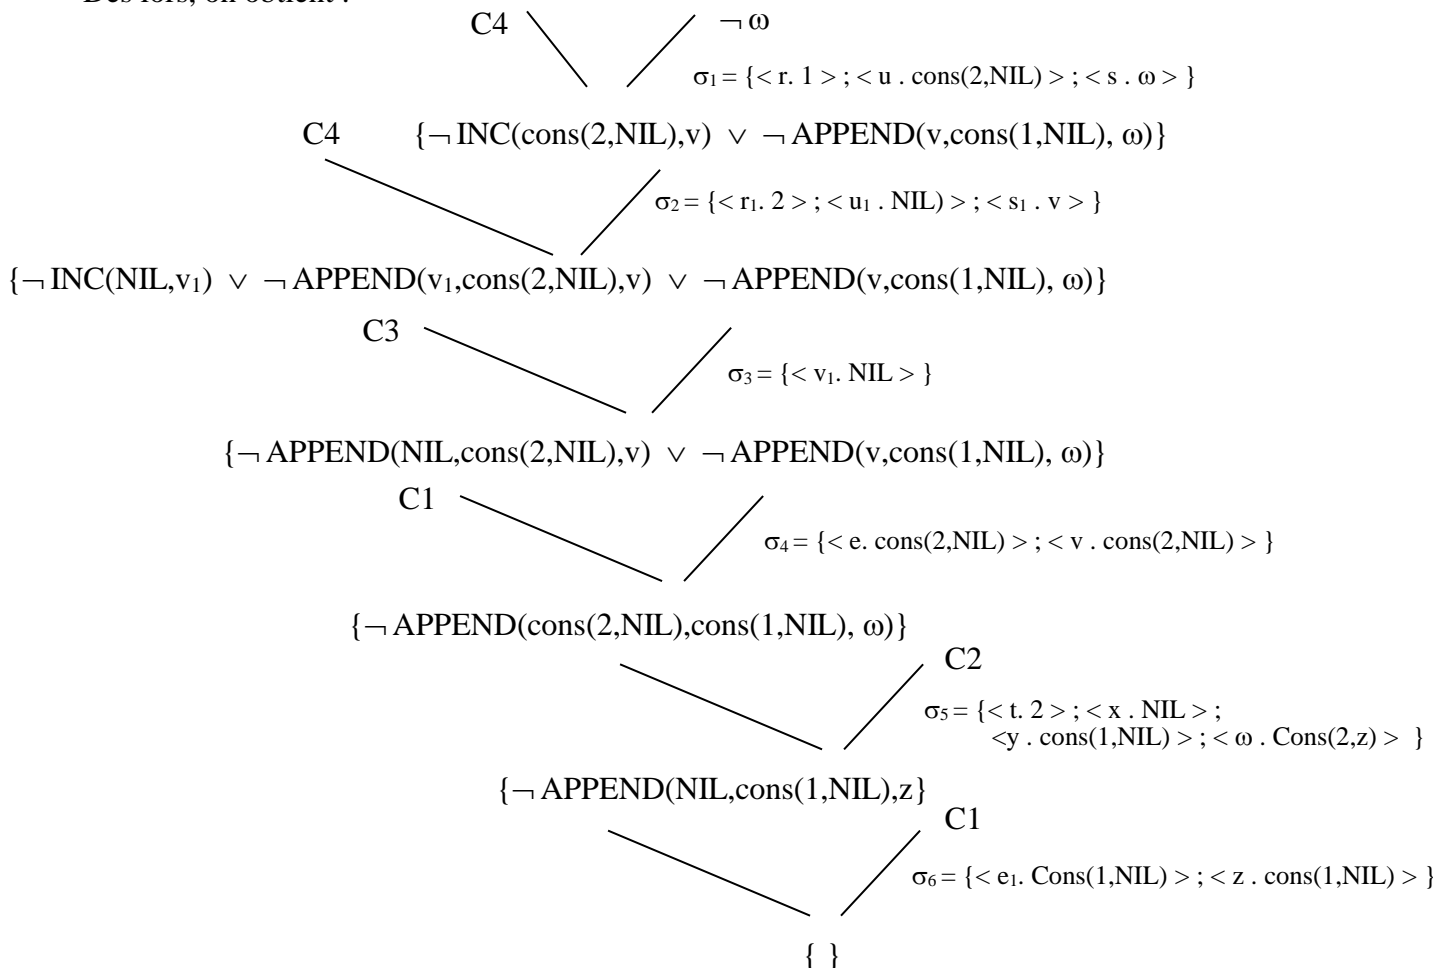 Dès lors, on obtient :
C4 ¬ ω
σ₁ = {< r. 1 > ; < u . cons(2,NIL) > ; < s . ω > }
C4 {¬ INC(cons(2,NIL),v) ∨ ¬ APPEND(v,cons(1,NIL), ω)}
σ₂ = {< r₁. 2 > ; < u₁ . NIL) > ; < s₁ . v > }
{¬ INC(NIL,v₁) ∨ ¬ APPEND(v₁,cons(2,NIL),v) ∨ ¬ APPEND(v,cons(1,NIL), ω)}
C3
σ₃ = {< v₁. NIL > }
{¬ APPEND(NIL,cons(2,NIL),v) ∨ ¬ APPEND(v,cons(1,NIL), ω)}
C1
σ₄ = {< e. cons(2,NIL) > ; < v . cons(2,NIL) > }
{¬ APPEND(cons(2,NIL),cons(1,NIL), ω)}
C2
σ₅ = {< t. 2 > ; < x . NIL > ;
<y . cons(1,NIL) > ; < ω . Cons(2,z) > }
{¬ APPEND(NIL,cons(1,NIL),z}
C1
σ₆ = {< e₁. Cons(1,NIL) > ; < z . cons(1,NIL) > }
{ }